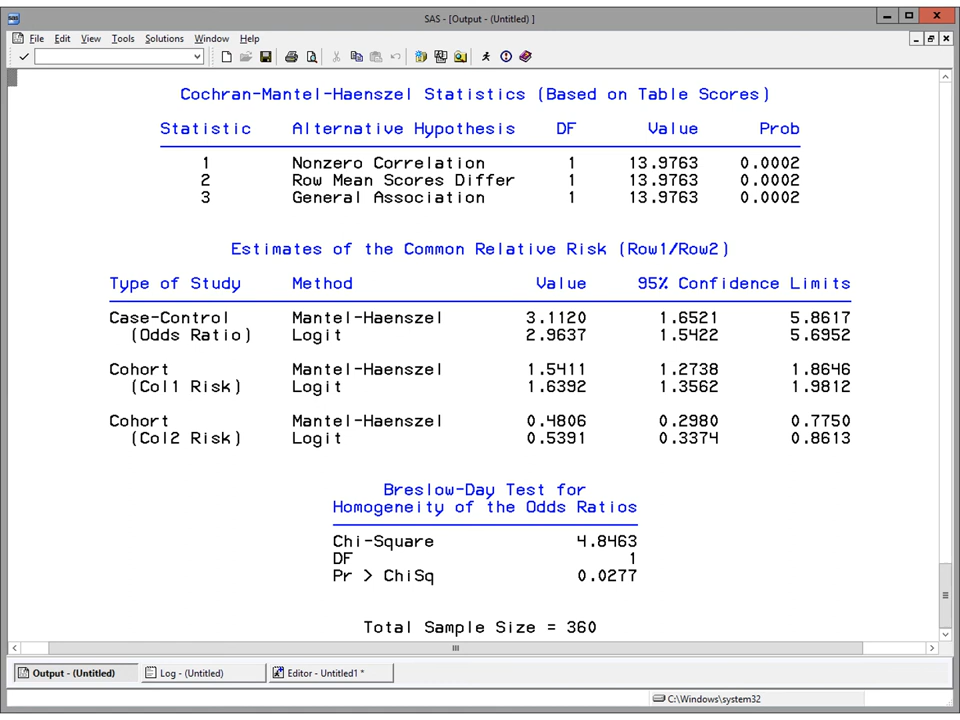 SAS - [Output - (Untitled) ]
File Edit View Tools Solutions Window Help
Cochran-Mantel-Haenszel Statistics (Based on Table Scores)
Statistic Alternative Hypothesis DF Value Prob
1 Nonzero Correlation 1 13.9763 0.0002
2 Row Mean Scores Differ 1 13.9763 0.0002
3 General Association 1 13.9763 0.0002
Estimates of the Common Relative Risk (Row1/Row2)
Type of Study Method Value 95% Confidence Limits
Case-Control Mantel-Haenszel 3.1120 1.6521 5.8617
(Odds Ratio) Logit 2.9637 1.5422 5.6952
Cohort Mantel-Haenszel 1.5411 1.2738 1.8646
(Col1 Risk) Logit 1.6392 1.3562 1.9812
Cohort Mantel-Haenszel 0.4806 0.2980 0.7750
(Col2 Risk) Logit 0.5391 0.3374 0.8613
Breslow-Day Test for
Homogeneity of the Odds Ratios
Chi-Square 4.8463
DF 1
Pr > ChiSq 0.0277
Total Sample Size = 360
Output - (Untitled) Log - (Untitled) Editor - Untitled1 *
C:\Windows\system32